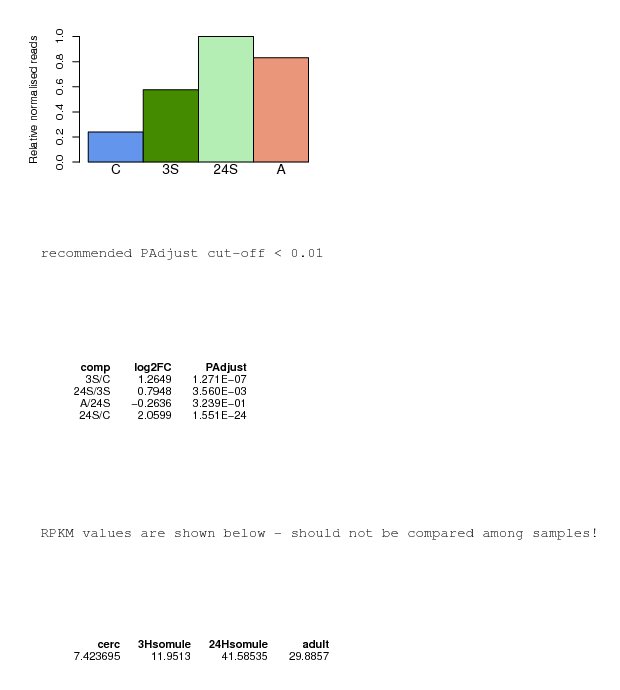 Relative normalised reads
1.0
0.8
0.6
0.4
0.2
0.0
C 3S 24S A
recommended PAdjust cut-off < 0.01
comp log2FC PAdjust
3S/C 1.2649 1.271E-07
24S/3S 0.7948 3.560E-03
A/24S −0.2636 3.239E-01
24S/C 2.0599 1.551E-24
RPKM values are shown below - should not be compared among samples!
cerc 3Hsomule 24Hsomule adult
7.423695 11.9513 41.58535 29.8857